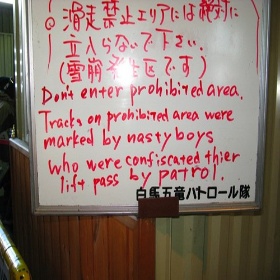 ◎ 滑走禁止エリアには絶対に
立入らないで下さい.
(雪崩発生区です)
Don't enter prohibited area.
Tracks on prohibited area were
marked by nasty boys
who were confiscated thier
lift pass by patrol.
白馬五竜パトロール隊